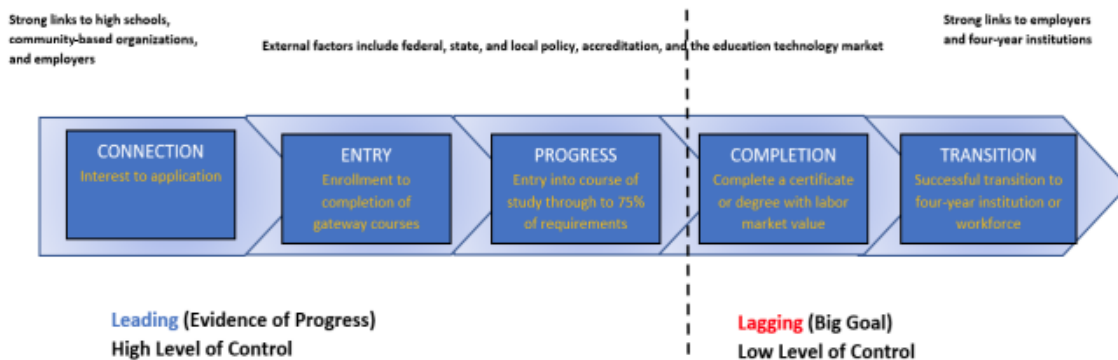 Strong links to high schools,
community-based organizations,
and employers
External factors include federal, state, and local policy, accreditation, and the education technology market
Strong links to employers
and four-year institutions
CONNECTION
Interest to application
ENTRY
Enrollment to
completion of
gateway courses
PROGRESS
Entry into course of
study through to 75%
of requirements
COMPLETION
Complete a certificate
or degree with labor
market value
TRANSITION
Successful transition to
four-year institution or
workforce
Leading (Evidence of Progress)
High Level of Control
Lagging (Big Goal)
Low Level of Control